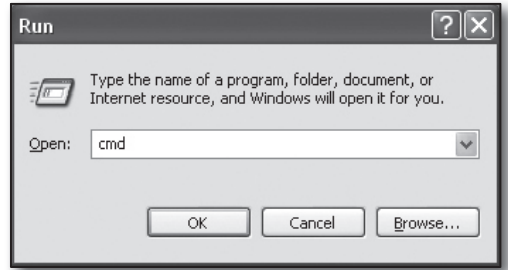 Run
Type the name of a program, folder, document, or
Internet resource, and Windows will open it for you.
Open: cmd
OK Cancel Browse...